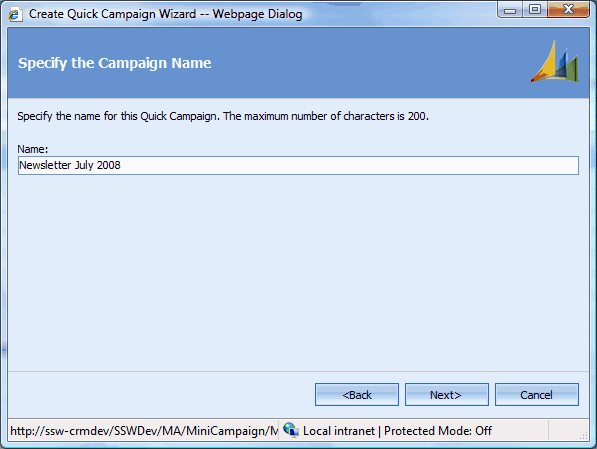 Create Quick Campaign Wizard -- Webpage Dialog
Specify the Campaign Name
Specify the name for this Quick Campaign. The maximum number of characters is 200.
Name:
Newsletter July 2008
<Back Next> Cancel
http://ssw-crmdev/SSWDev/MA/MiniCampaign/M Local intranet | Protected Mode: Off